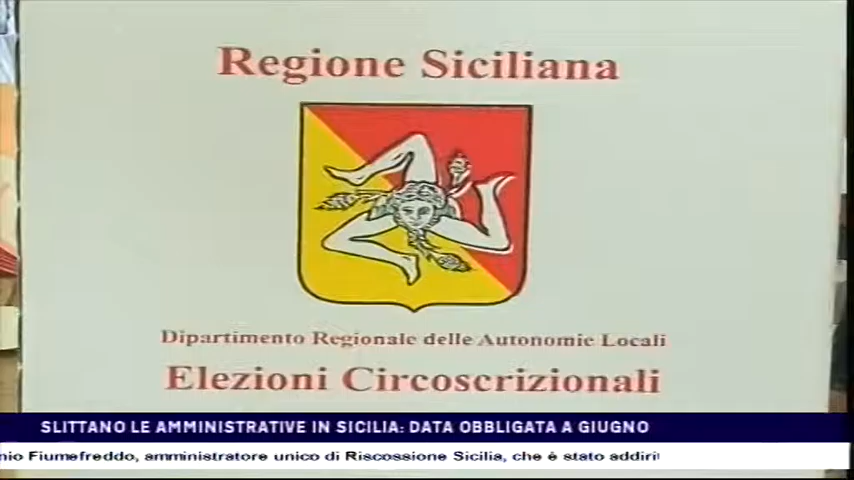 Regione Siciliana
Dipartimento Regionale delle Autonomie Locali
Elezioni Circoscrizionali
SLITTANO LE AMMINISTRATIVE IN SICILIA: DATA OBBLIGATA A GIUGNO
Fiumefreddo, amministratore unico di Riscossione Sicilia, che è stato